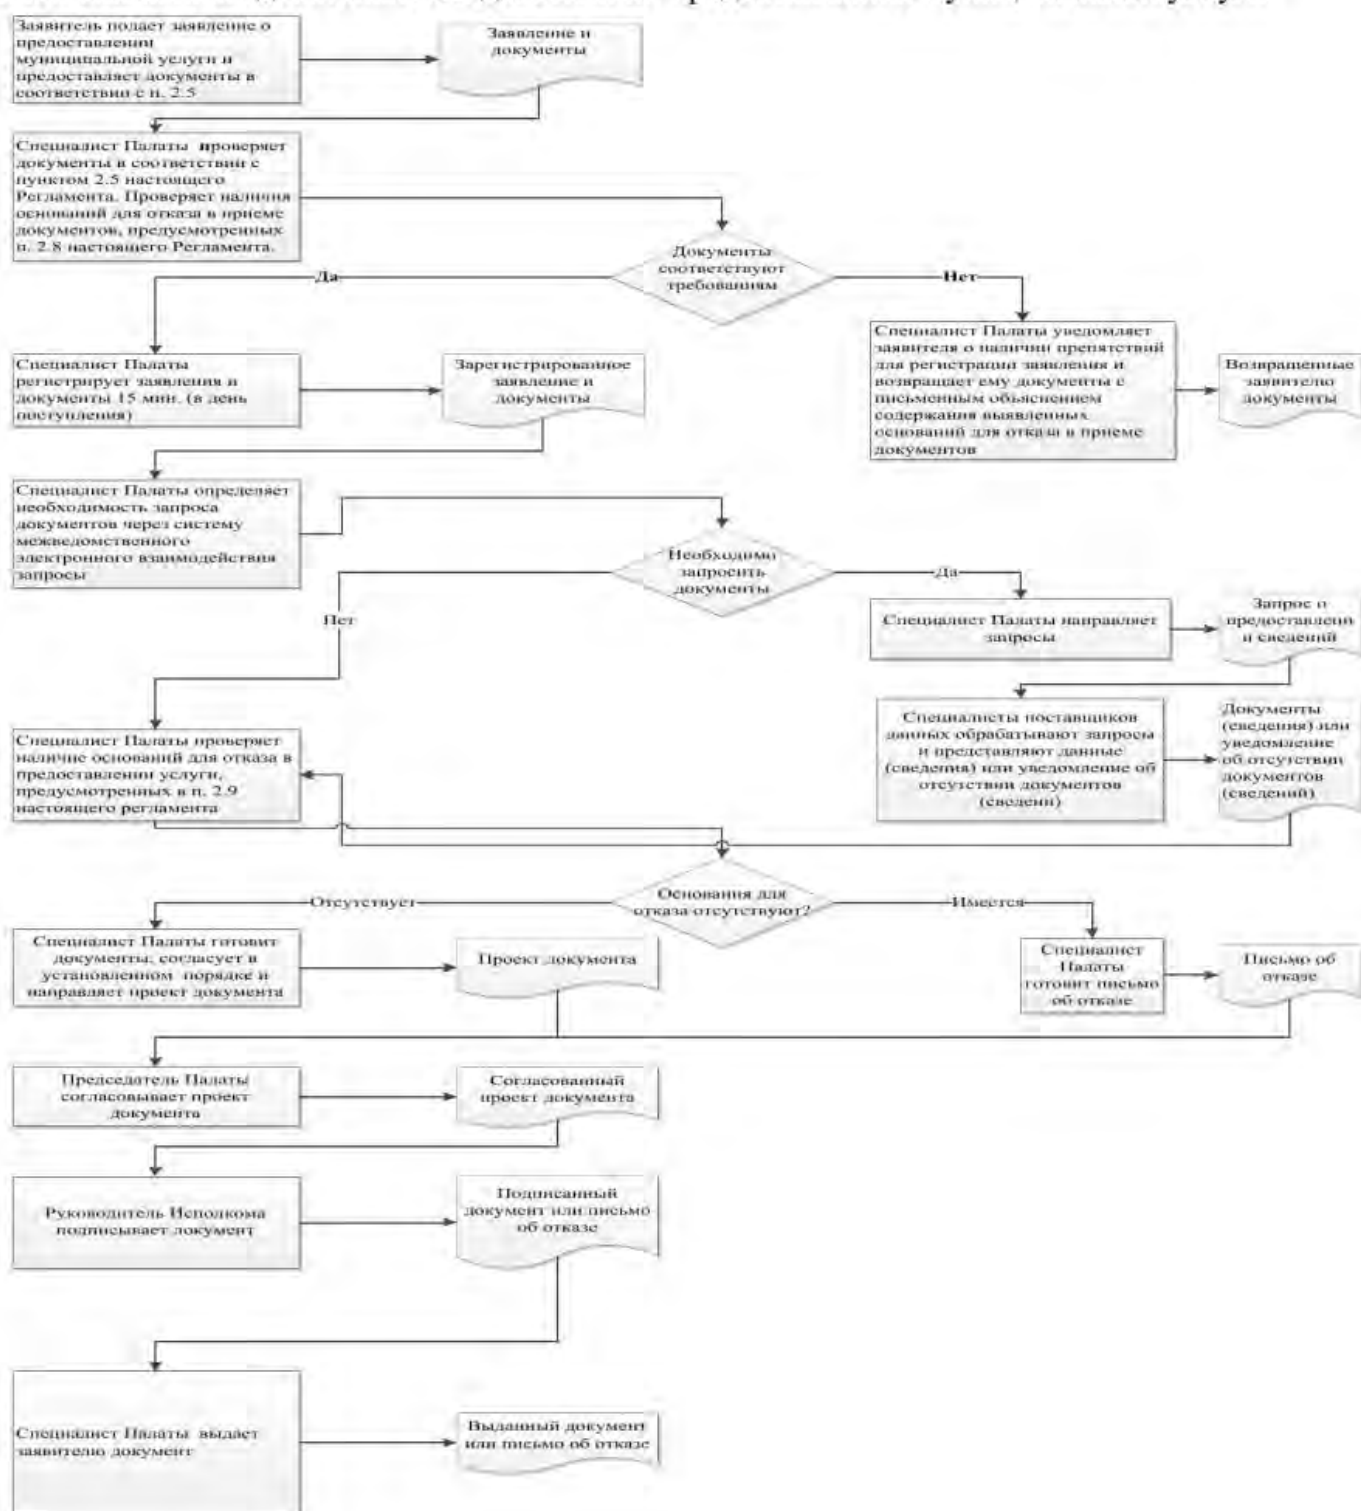 Заявитель подает заявление о
предоставлении
муниципальной услуги и
предоставляет документы в
соответствии с п. 2.5
Заявление и
документы
Специалист Палаты проверяет
документы в соответствии с
пунктом 2.5 настоящего
Регламента. Проверяет наличия
оснований для отказа в приеме
документов, предусмотренных
п. 2.8 настоящего Регламента.
Документы
соответствуют
требованиям
Да
Нет
Специалист Палаты
регистрирует заявления и
документы 15 мин. (в день
поступления)
Зарегистрированное
заявление и
документы
Специалист Палаты уведомляет
заявителя о наличии препятствий
для регистрации заявления и
возвращает ему документы с
письменным объяснением
содержания выявленных
оснований для отказа в приеме
документов
Возвращенные
заявителю
документы
Специалист Палаты определяет
необходимость запроса
документов через систему
межведомственного
электронного взаимодействия
запросы
Необходимо
запросить
документы
Да
Нет
Специалист Палаты направляет
запросы
Запрос о
предоставлени
и сведений
Специалист Палаты проверяет
наличие оснований для отказа в
предоставлении услуги,
предусмотренных в п. 2.9
настоящего регламента
Специалисты поставщиков
данных обрабатывают запросы
и представляют данные
(сведения) или уведомление об
отсутствии документов
(сведени)
Документы
(сведения) или
уведомление
об отсутствии
документов
(сведений)
Основания для
отказа отсутствуют?
Отсутствует
Имеется
Специалист Палаты готовит
документы, согласует в
установленном порядке и
направляет проект документа
Проект документа
Специалист
Палаты
готовит письмо
об отказе
Письмо об
отказе
Председатель Палаты
согласовывает проект
документа
Согласованный
проект документа
Руководитель Исполкома
подписывает документ
Подписанный
документ или письмо
об отказе
Специалист Палаты выдает
заявителю документ
Выданный документ
или письмо об отказе